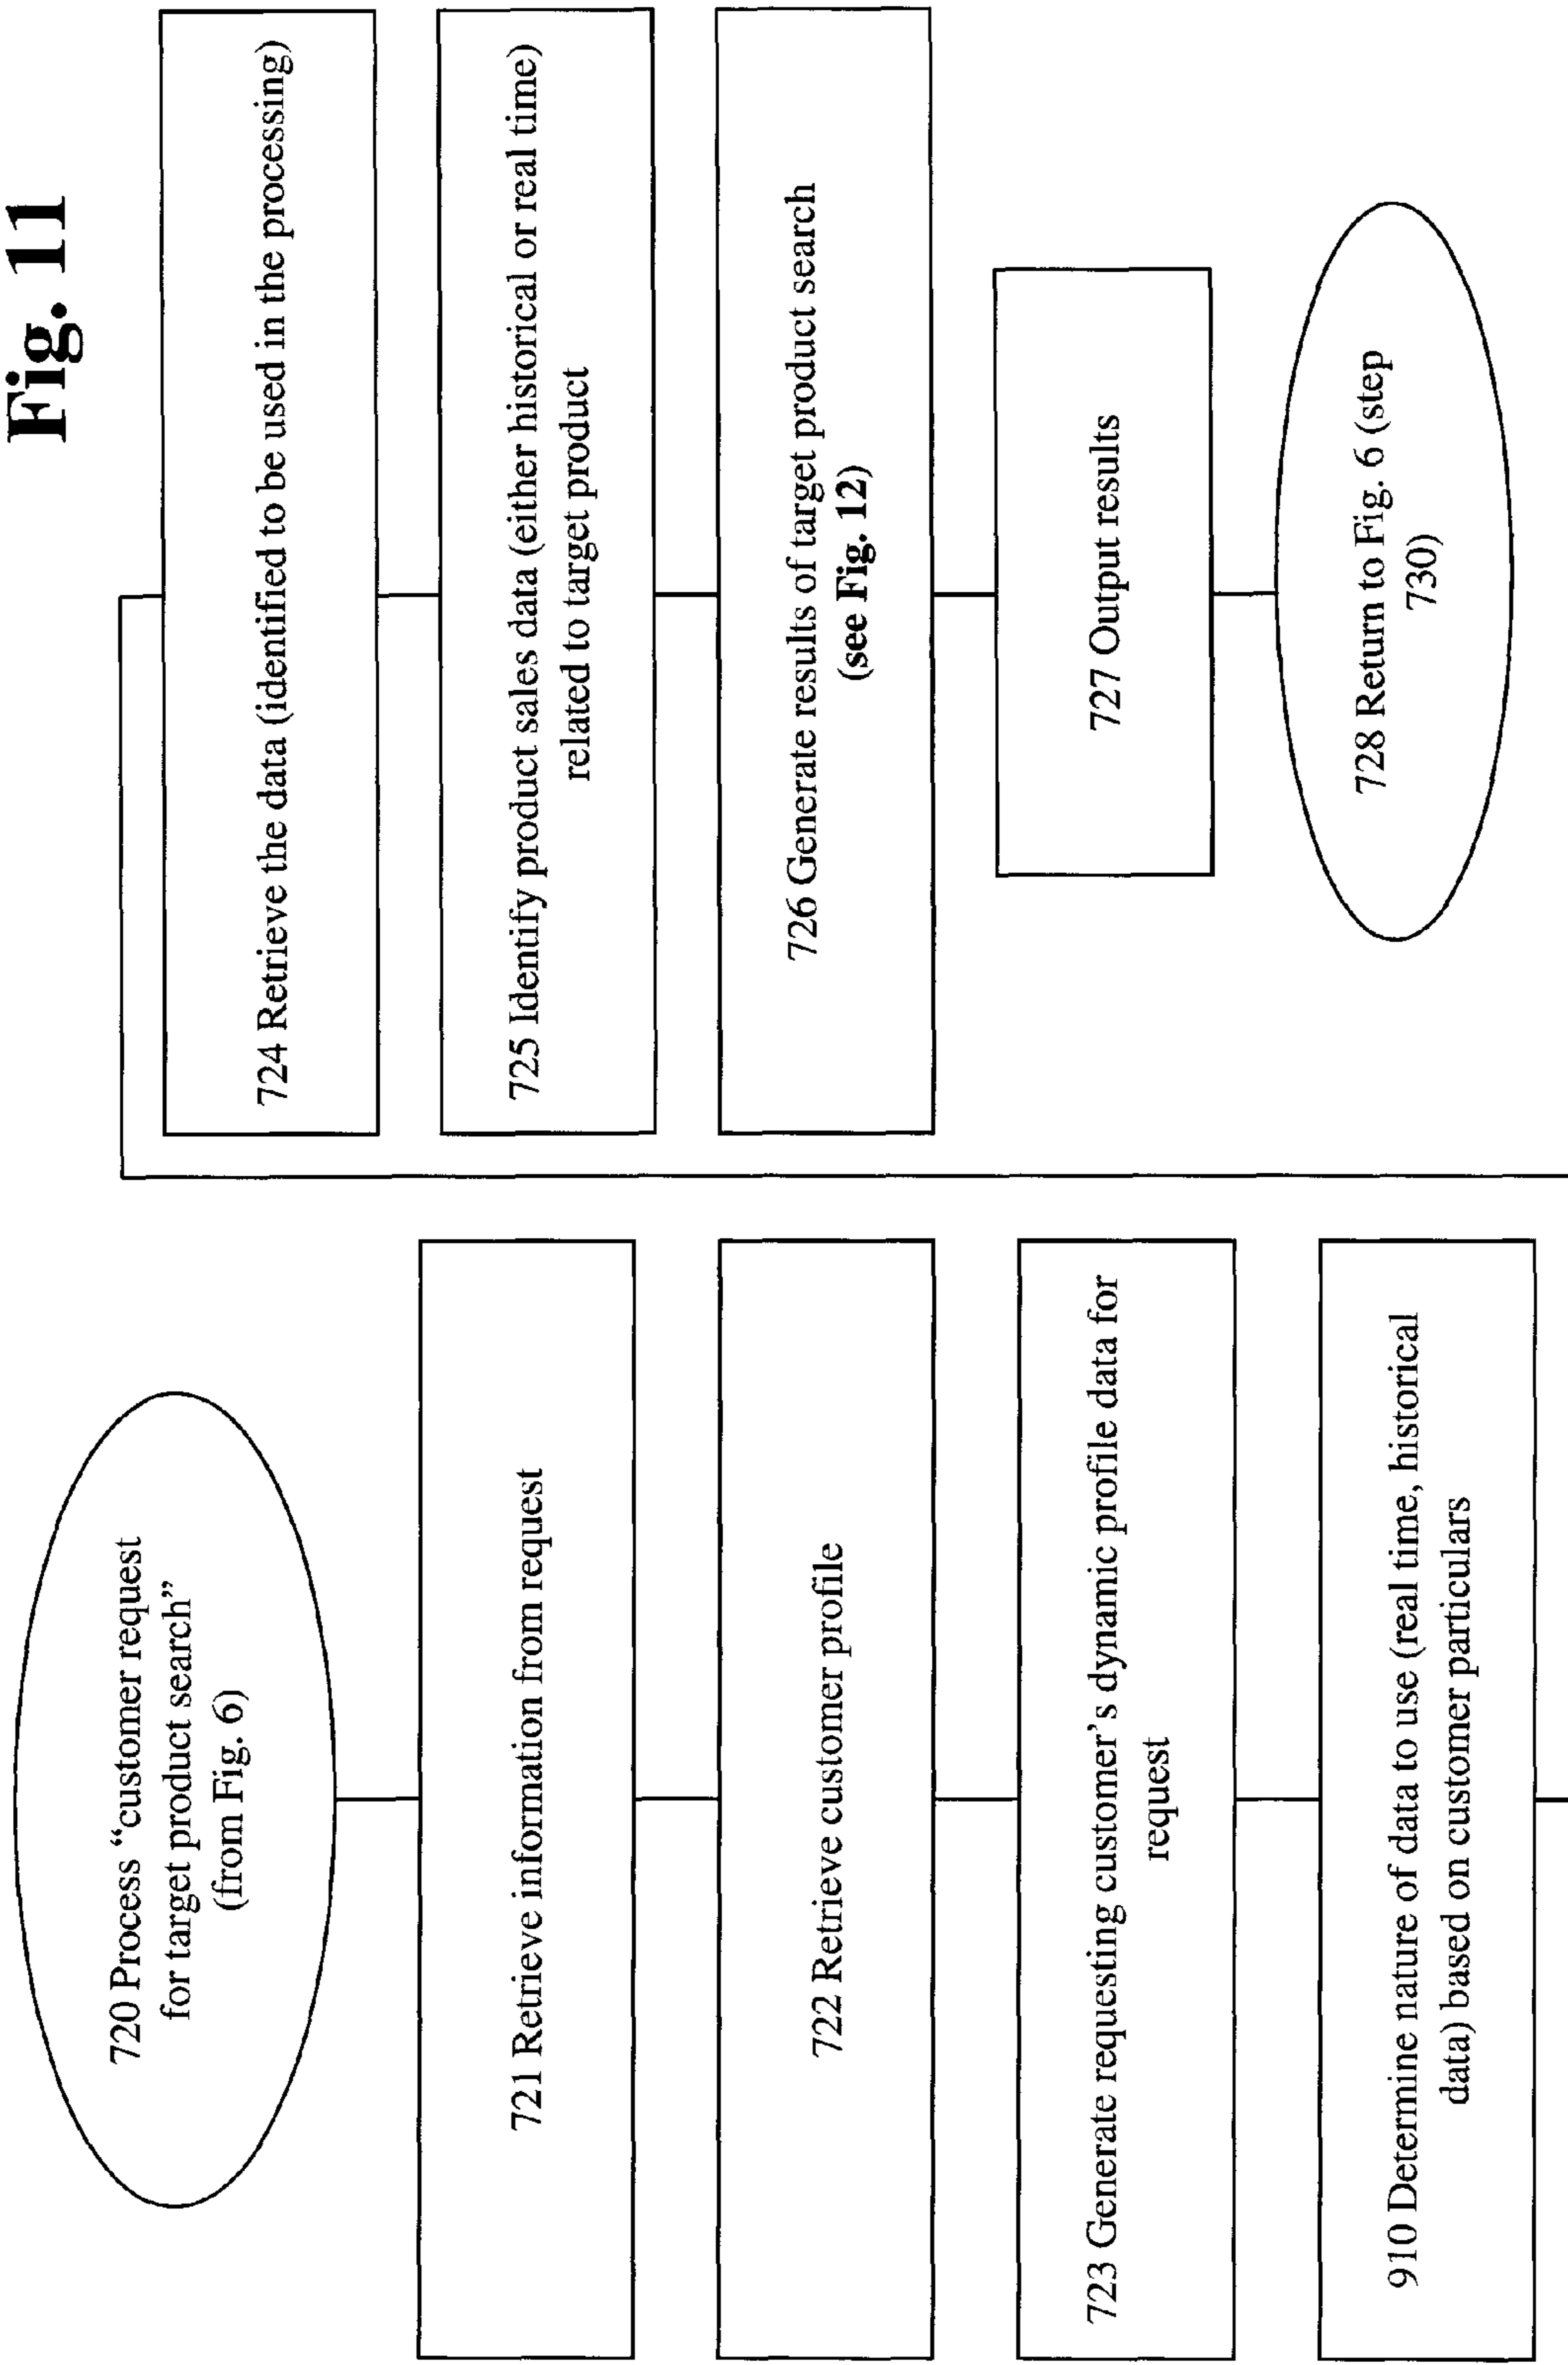 Fig. 11
720 Process “customer request
for target product search”
(from Fig. 6)
721 Retrieve information from request
722 Retrieve customer profile
723 Generate requesting customer's dynamic profile data for
request
910 Determine nature of data to use (real time, historical
data) based on customer particulars
724 Retrieve the data (identified to be used in the processing)
725 Identify product sales data (either historical or real time)
related to target product
726 Generate results of target product search
(see Fig. 12)
727 Output results
728 Return to Fig. 6 (step
730)